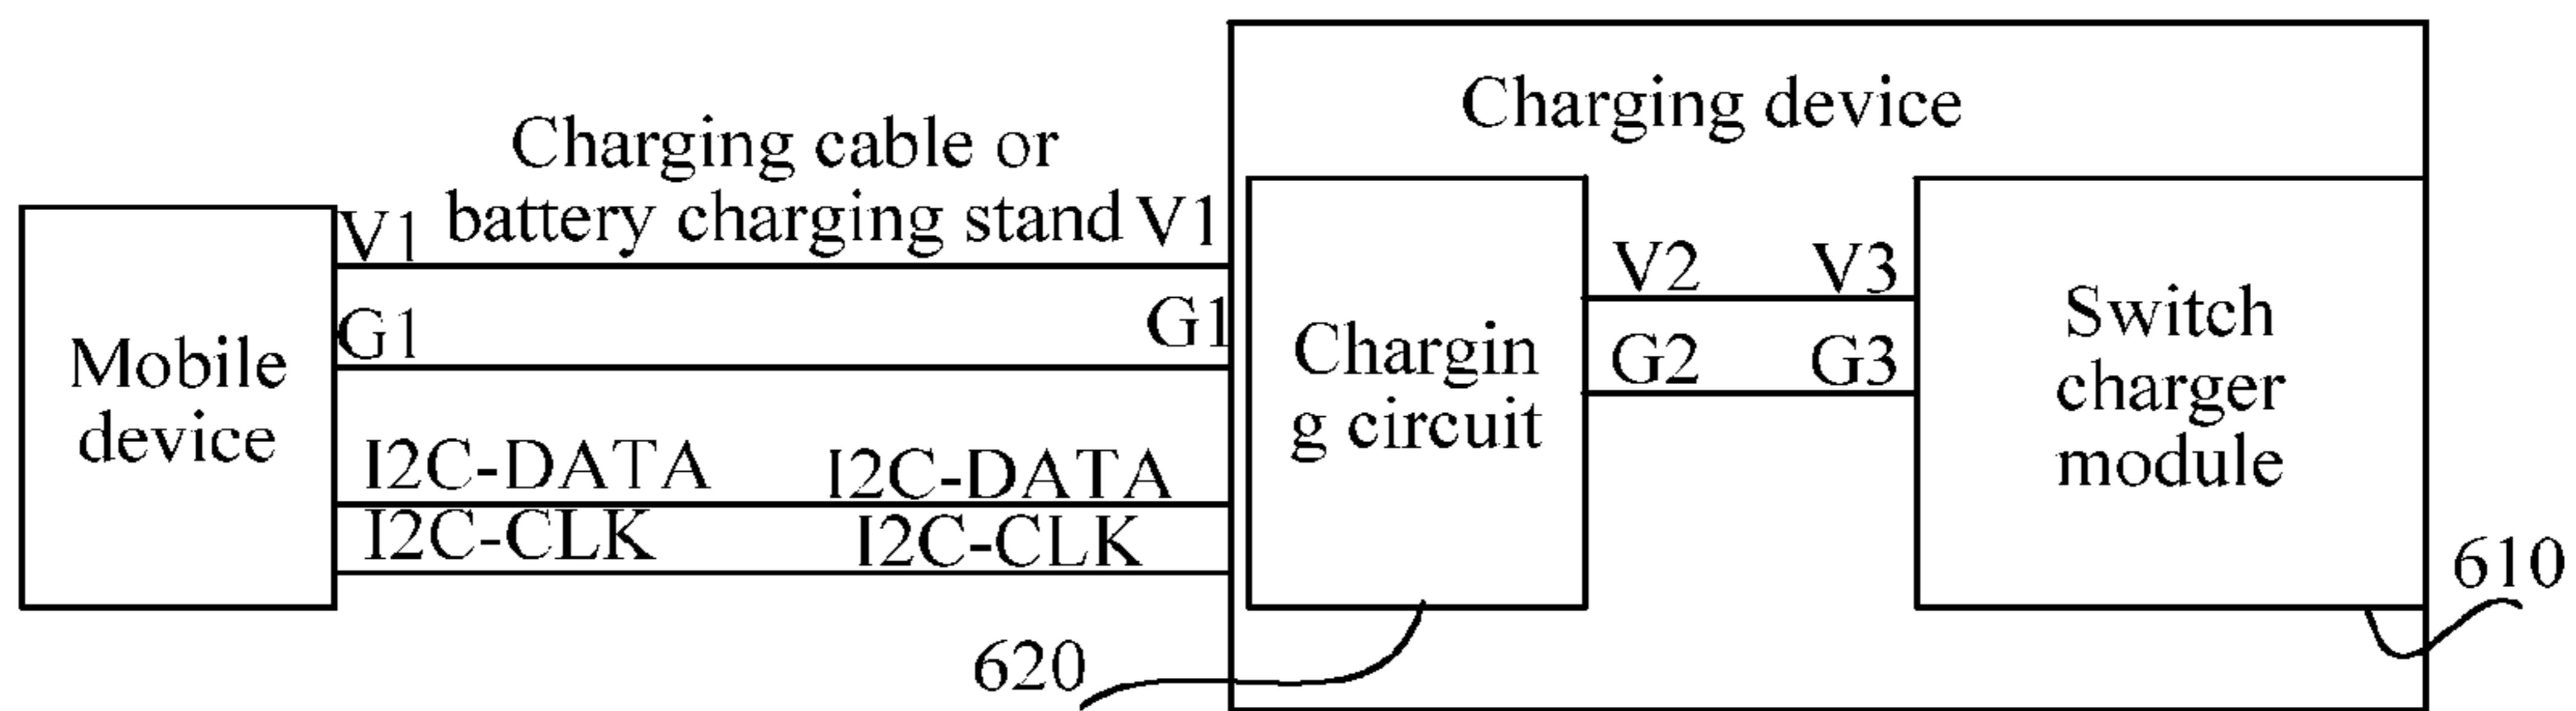 Charging device
Charging cable or
battery charging stand
V1
V1
G1
G1
Mobile
device
I2C-DATA
I2C-DATA
I2C-CLK
I2C-CLK
Chargin
g circuit
V2
V3
G2
G3
Switch
charger
module
610
620